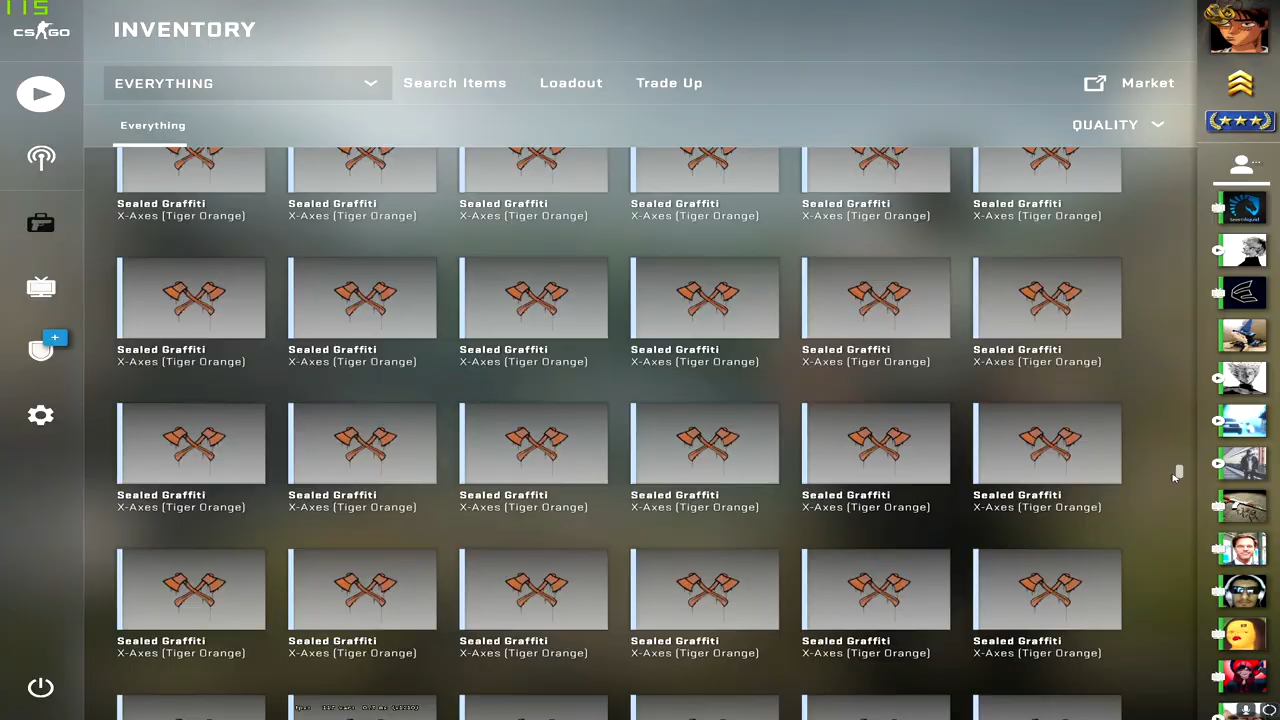 115
CS:GO
INVENTORY
EVERYTHING
Search Items
Loadout
Trade Up
Market
Everything
QUALITY
Sealed Graffiti
X-Axes (Tiger Orange)
Sealed Graffiti
X-Axes (Tiger Orange)
Sealed Graffiti
X-Axes (Tiger Orange)
Sealed Graffiti
X-Axes (Tiger Orange)
Sealed Graffiti
X-Axes (Tiger Orange)
Sealed Graffiti
X-Axes (Tiger Orange)
Sealed Graffiti
X-Axes (Tiger Orange)
Sealed Graffiti
X-Axes (Tiger Orange)
Sealed Graffiti
X-Axes (Tiger Orange)
Sealed Graffiti
X-Axes (Tiger Orange)
Sealed Graffiti
X-Axes (Tiger Orange)
Sealed Graffiti
X-Axes (Tiger Orange)
Sealed Graffiti
X-Axes (Tiger Orange)
Sealed Graffiti
X-Axes (Tiger Orange)
Sealed Graffiti
X-Axes (Tiger Orange)
Sealed Graffiti
X-Axes (Tiger Orange)
Sealed Graffiti
X-Axes (Tiger Orange)
Sealed Graffiti
X-Axes (Tiger Orange)
Sealed Graffiti
X-Axes (Tiger Orange)
Sealed Graffiti
X-Axes (Tiger Orange)
Sealed Graffiti
X-Axes (Tiger Orange)
Sealed Graffiti
X-Axes (Tiger Orange)
Sealed Graffiti
X-Axes (Tiger Orange)
Sealed Graffiti
X-Axes (Tiger Orange)